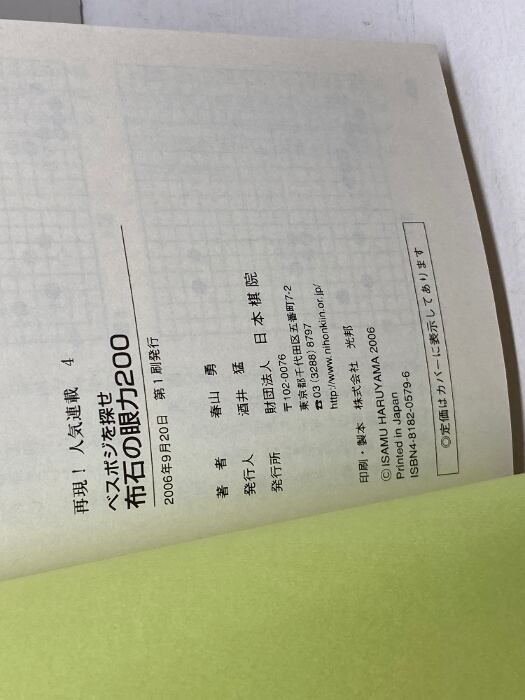 再現！人気連載 4
ベスポジを探せ
布石の眼力200
2006年9月20日 第1刷発行
著者 春山 勇
発行人 酒井 猛
発行所 財団法人 日本棋院
〒102-0076
東京都千代田区五番町7-2
☎03(3288)8797
http://www.nihonkiin.or.jp/
印刷・製本 株式会社 光邦
©ISAMU HARUYAMA 2006
Printed in Japan
ISBN4-8182-0579-6
◎定価はカバーに表示してあります